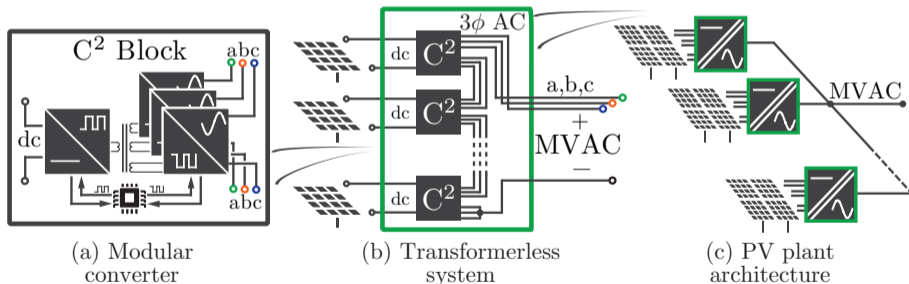 C² Block
abc
dc
abc
(a) Modular
converter
3ϕ AC
dc
C²
C²
dc
C²
a,b,c
+
MVAC
−
(b) Transformerless
system
MVAC
(c) PV plant
architecture